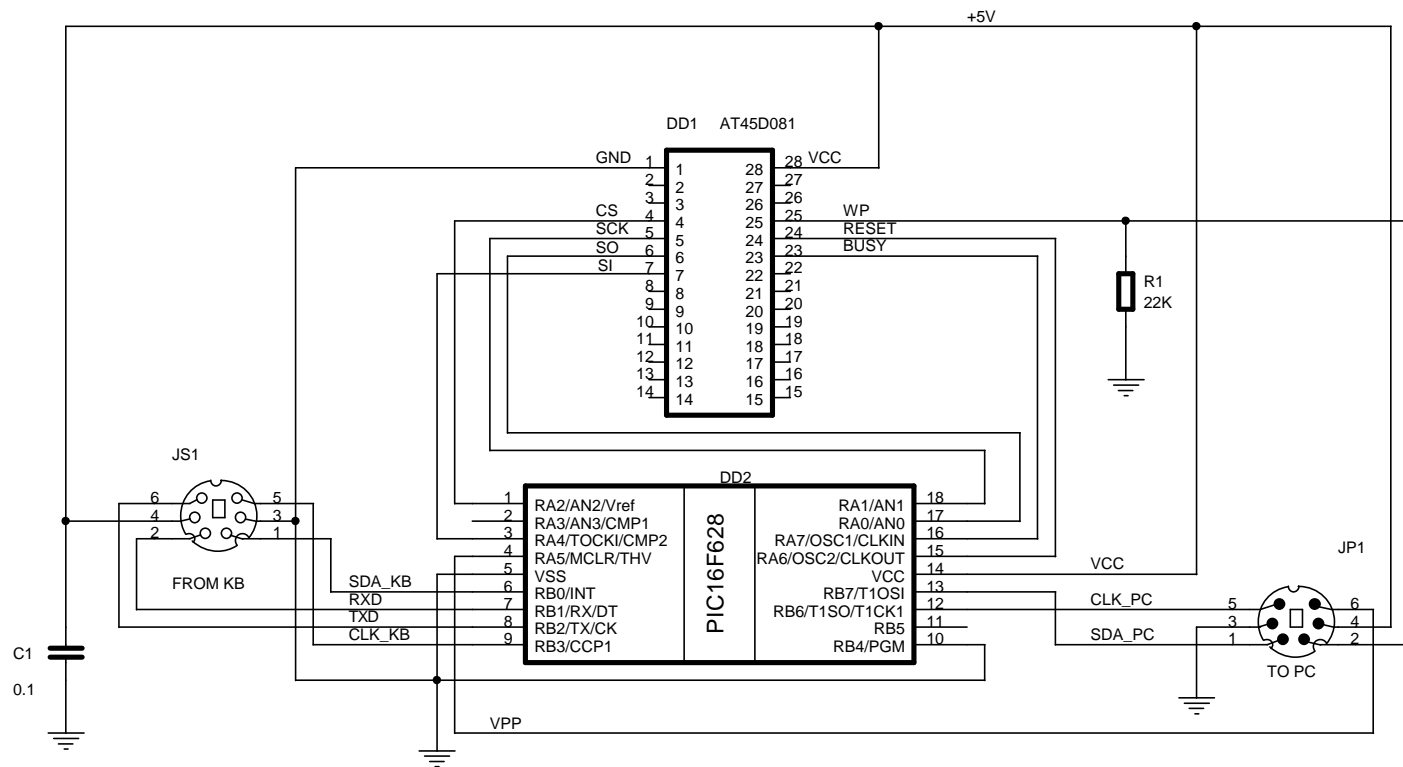 +5V
DD1 AT45D081
GND 1 1 28 28 VCC
2 2 27 27
3 3 26 26
CS 4 4 25 25 WP
SCK 5 5 24 24 RESET
SO 6 6 23 23 BUSY
SI 7 7 22 22
8 8 21 21
9 9 20 20
10 10 19 19
11 11 18 18
12 12 17 17
13 13 16 16
14 14 15 15
R1
22K
JS1
6 5
4 3
2 1
FROM KB
C1
0.1
DD2
PIC16F628
1 RA2/AN2/Vref RA1/AN1 18
2 RA3/AN3/CMP1 RA0/AN0 17
3 RA4/TOCKI/CMP2 RA7/OSC1/CLKIN 16
4 RA5/MCLR/THV RA6/OSC2/CLKOUT 15
5 VSS VCC 14 VCC
SDA_KB 6 RB0/INT RB7/T1OSI 13
RXD 7 RB1/RX/DT RB6/T1SO/T1CK1 12 CLK_PC
TXD 8 RB2/TX/CK RB5 11
CLK_KB 9 RB3/CCP1 RB4/PGM 10 SDA_PC
JP1
5 6
3 4
1 2
TO PC
VPP